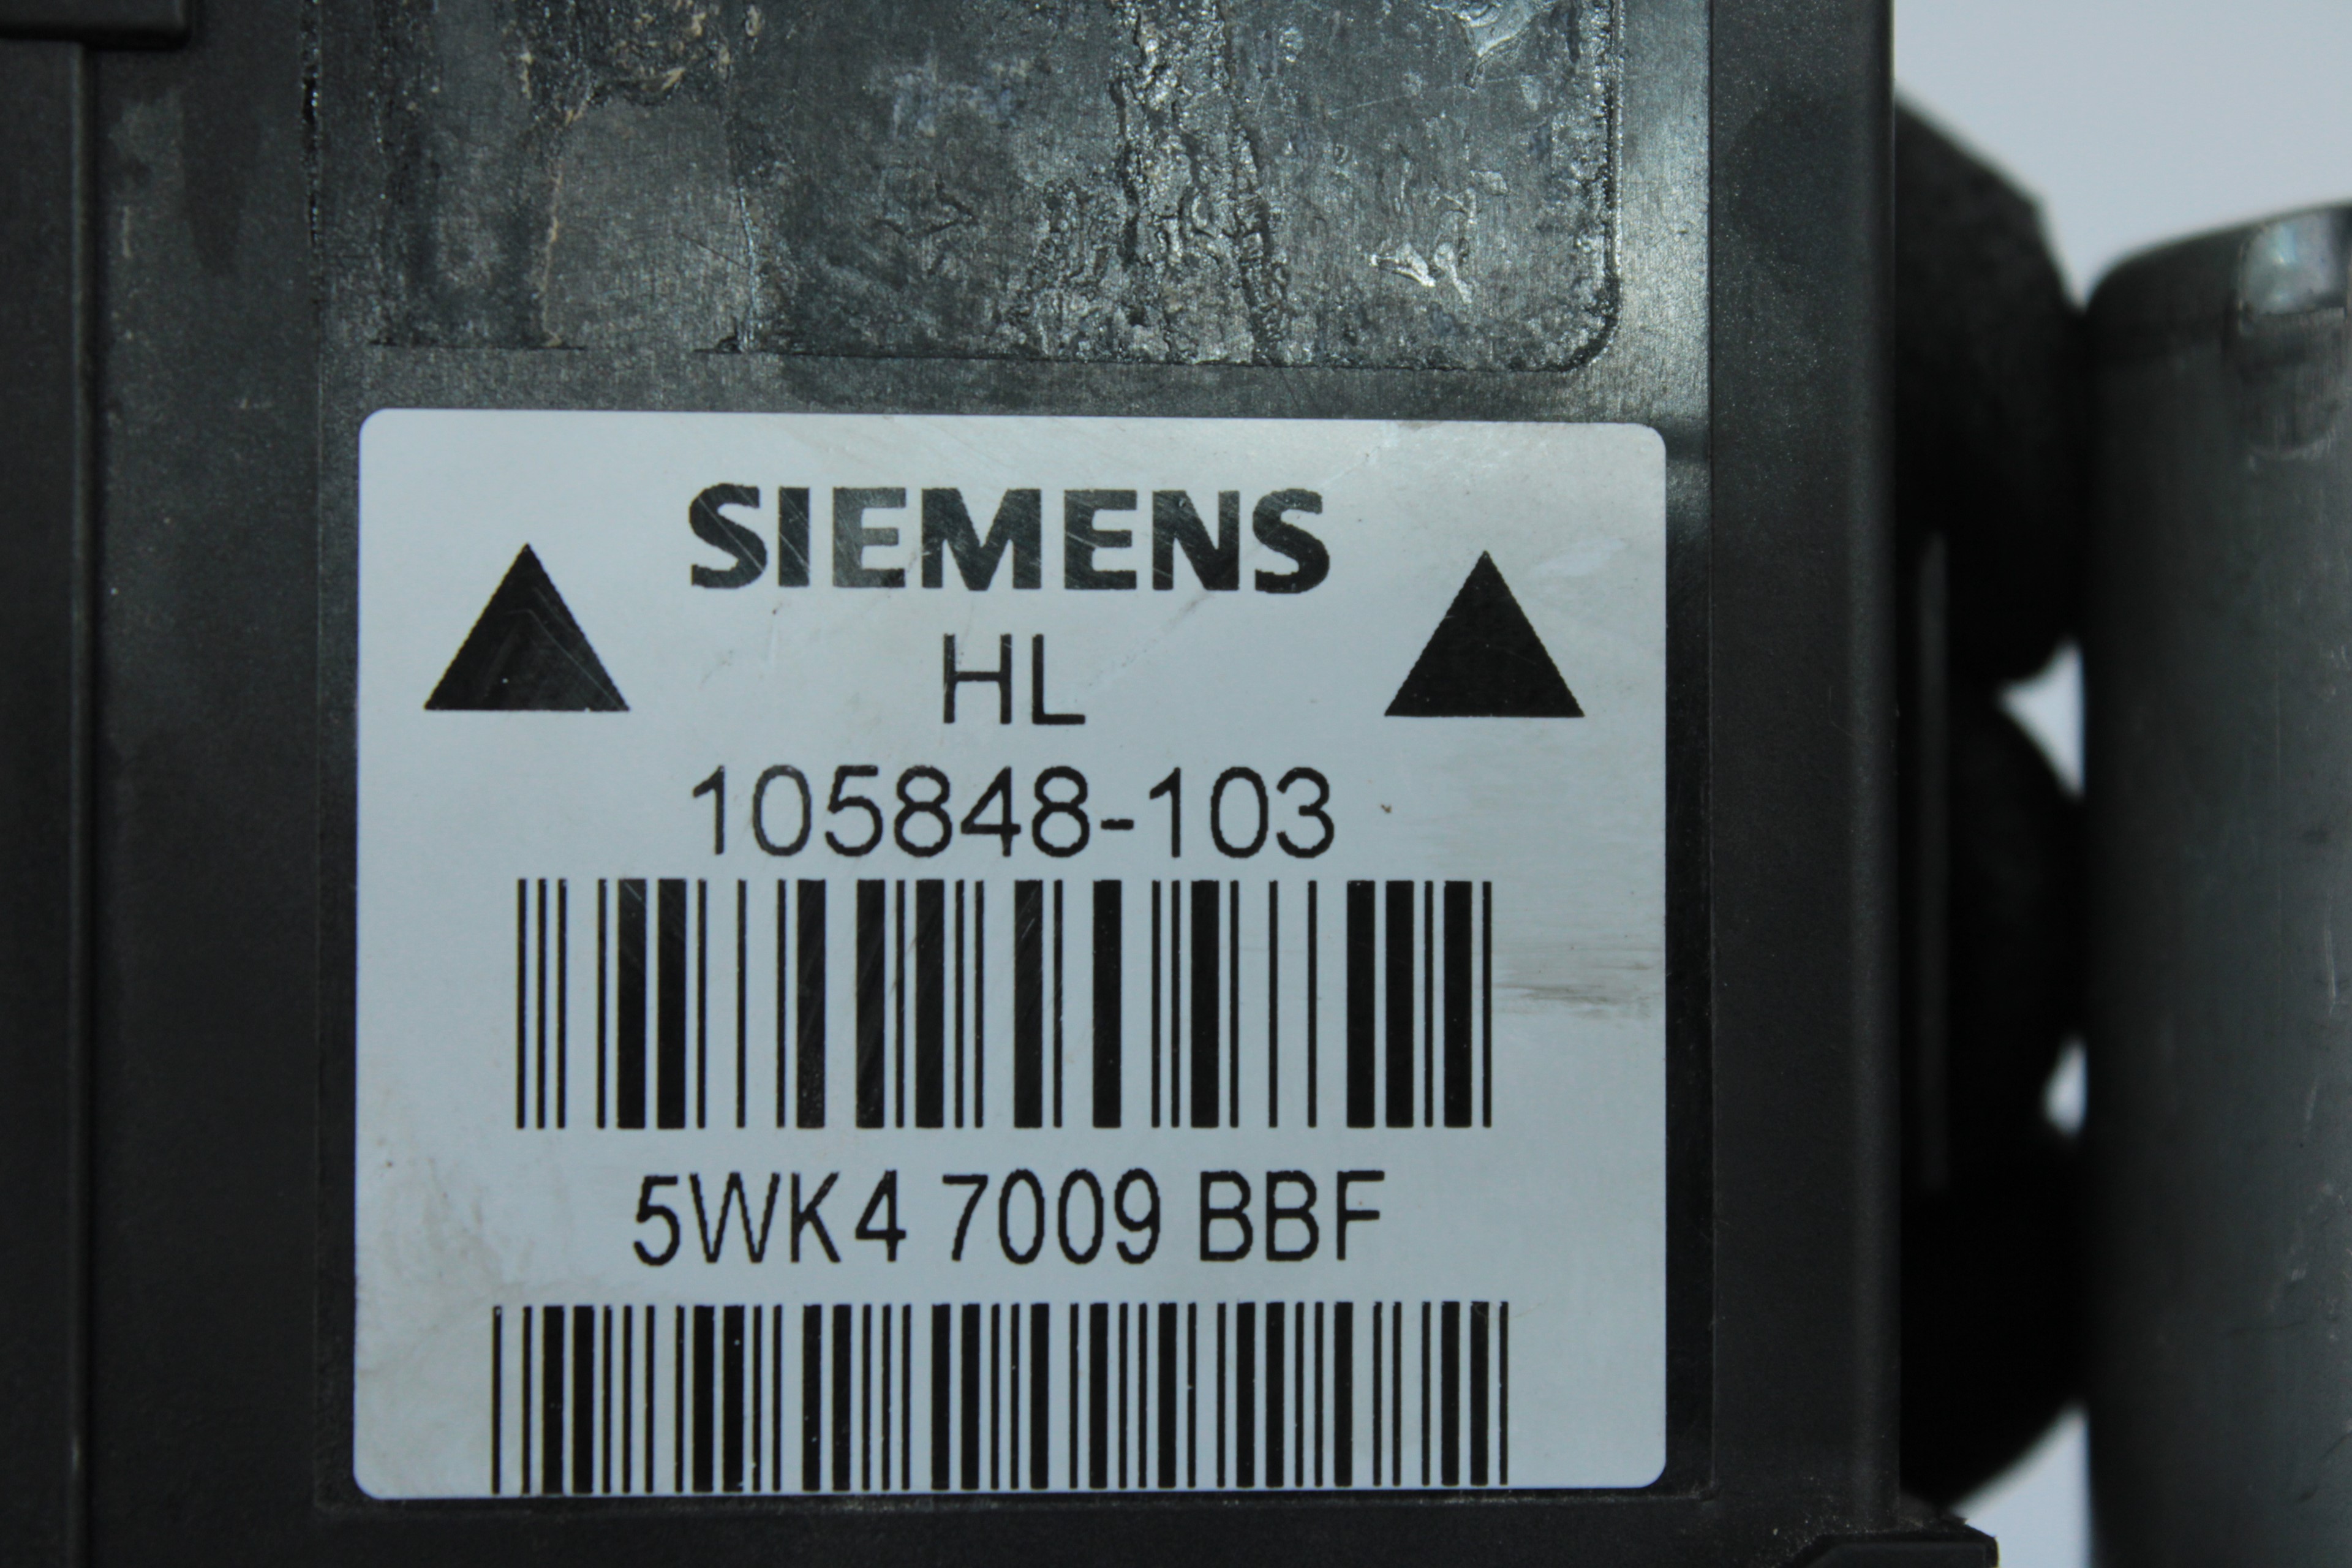 SIEMENS
HL
105848-103
5WK4 7009 BBF